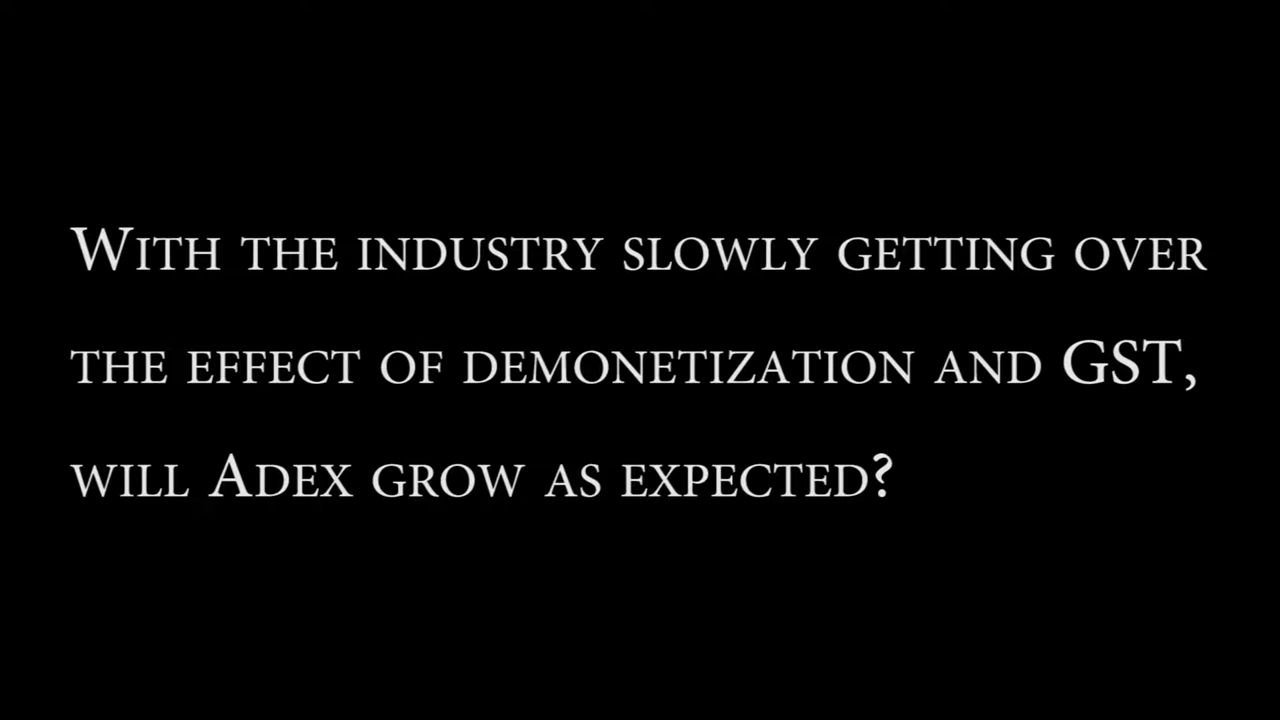 With the industry slowly getting over
the effect of demonetization and GST,
will Adex grow as expected?